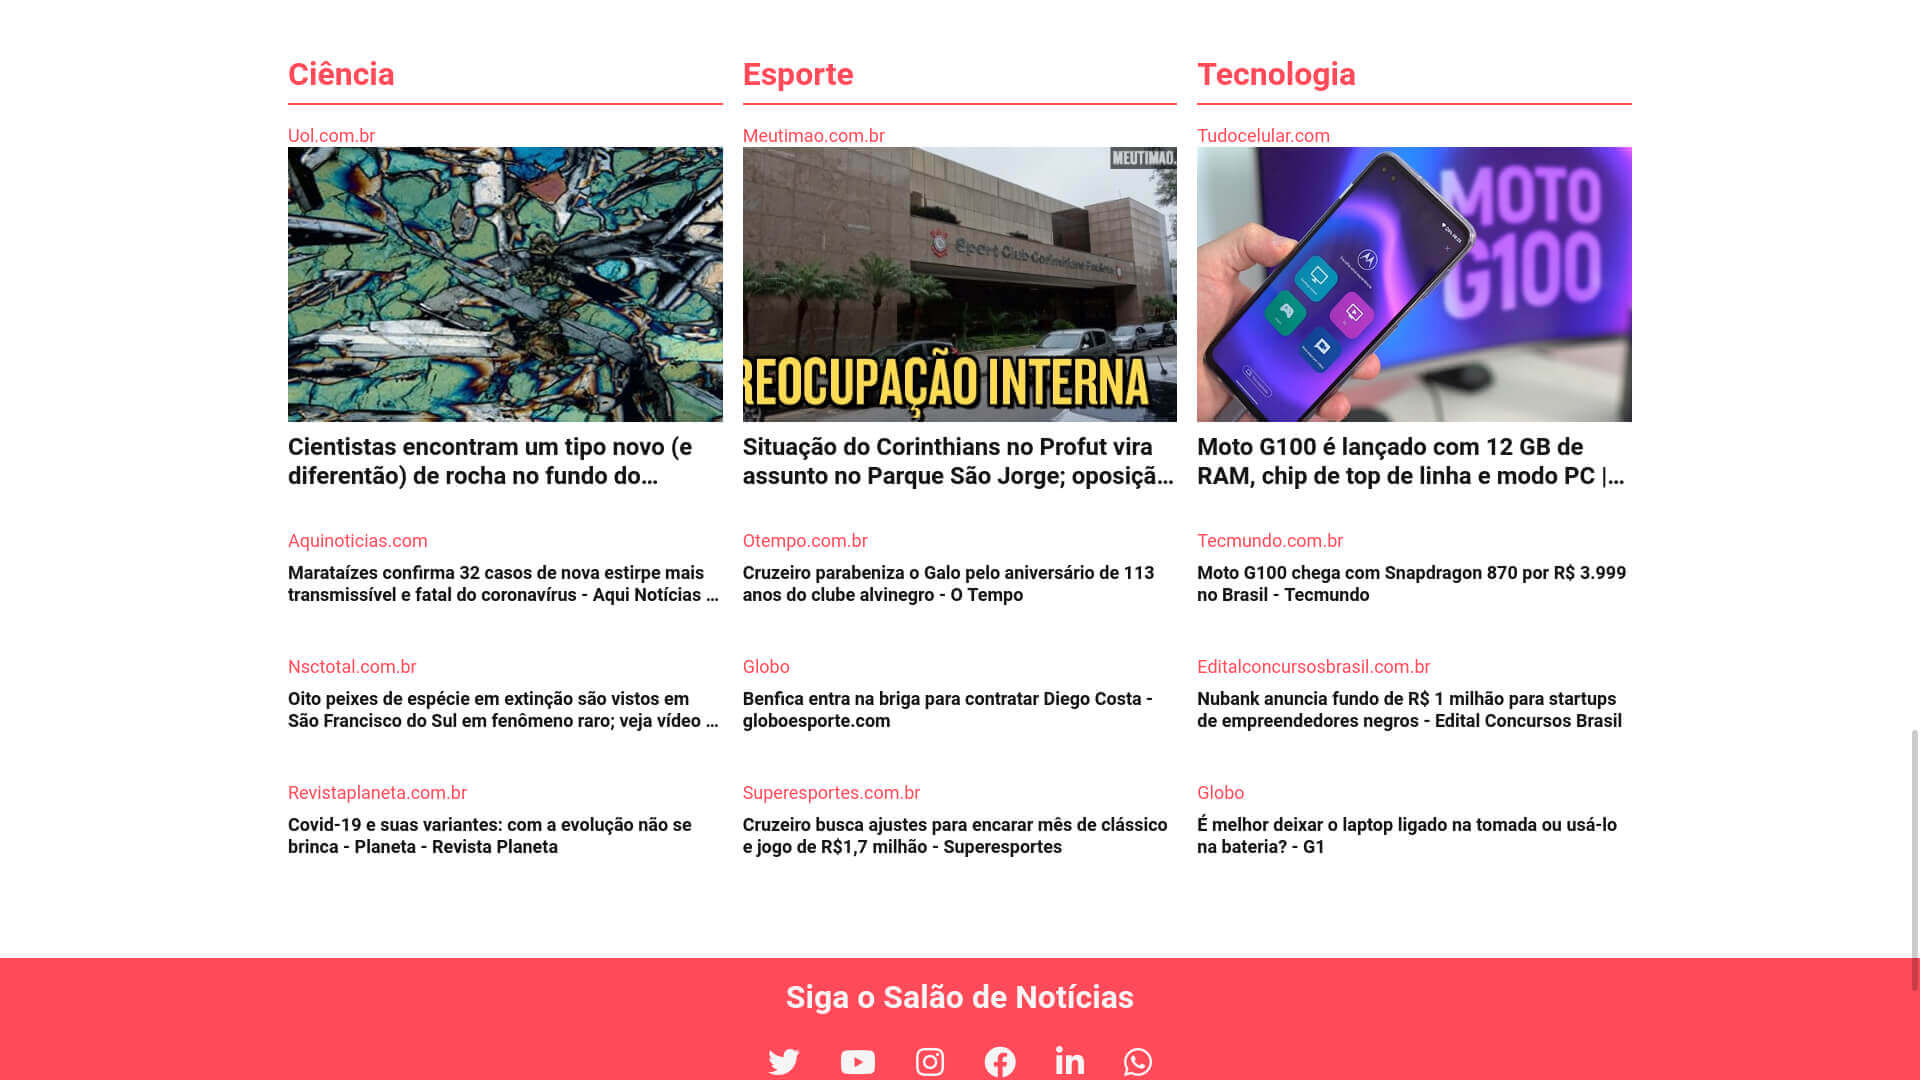 Ciência
Uol.com.br
Cientistas encontram um tipo novo (e
diferentão) de rocha no fundo do…
Aquinoticias.com
Marataízes confirma 32 casos de nova estirpe mais
transmissível e fatal do coronavírus - Aqui Notícias …
Nsctotal.com.br
Oito peixes de espécie em extinção são vistos em
São Francisco do Sul em fenômeno raro; veja vídeo …
Revistaplaneta.com.br
Covid-19 e suas variantes: com a evolução não se
brinca - Planeta - Revista Planeta
Esporte
Meutimao.com.br
MEUTIMAO.
Sport Club Corinthians Paulista
REOCUPAÇÃO INTERNA
Situação do Corinthians no Profut vira
assunto no Parque São Jorge; oposiçã…
Otempo.com.br
Cruzeiro parabeniza o Galo pelo aniversário de 113
anos do clube alvinegro - O Tempo
Globo
Benfica entra na briga para contratar Diego Costa -
globoesporte.com
Superesportes.com.br
Cruzeiro busca ajustes para encarar mês de clássico
e jogo de R$1,7 milhão - Superesportes
Tecnologia
Tudocelular.com
MOTO
G100
Moto G100 é lançado com 12 GB de
RAM, chip de top de linha e modo PC |…
Tecmundo.com.br
Moto G100 chega com Snapdragon 870 por R$ 3.999
no Brasil - Tecmundo
Editalconcursosbrasil.com.br
Nubank anuncia fundo de R$ 1 milhão para startups
de empreendedores negros - Edital Concursos Brasil
Globo
É melhor deixar o laptop ligado na tomada ou usá-lo
na bateria? - G1
Siga o Salão de Notícias